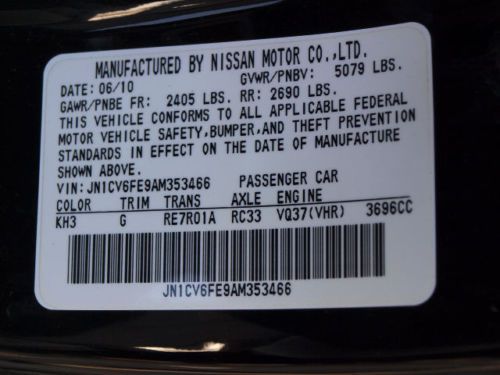 MANUFACTURED BY NISSAN MOTOR CO.,LTD.
DATE: 06/10 GVWR/PNBV: 5079 LBS.
GAWR/PNBE FR: 2405 LBS. RR: 2690 LBS.
THIS VEHICLE CONFORMS TO ALL APPLICABLE FEDERAL
MOTOR VEHICLE SAFETY,BUMPER,AND THEFT PREVENTION
STANDARDS IN EFFECT ON THE DATE OF MANUFACTURE
SHOWN ABOVE.
VIN: JN1CV6FE9AM353466 PASSENGER CAR
COLOR TRIM TRANS AXLE ENGINE
KH3 G RE7R01A RC33 VQ37(VHR) 3696CC
JN1CV6FE9AM353466